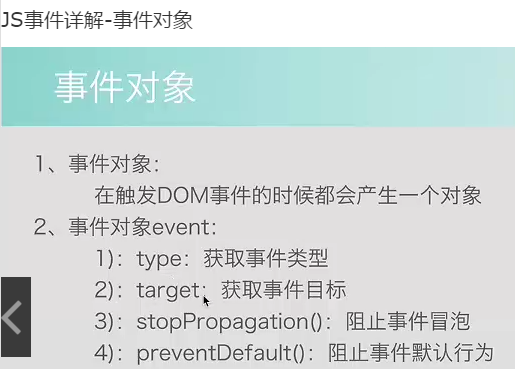 JS事件详解-事件对象
事件对象
1、事件对象：
在触发DOM事件的时候都会产生一个对象
2、事件对象event：
1）：type：获取事件类型
2）：target：获取事件目标
3）：stopPropagation()：阻止事件冒泡
4）：preventDefault()：阻止事件默认行为